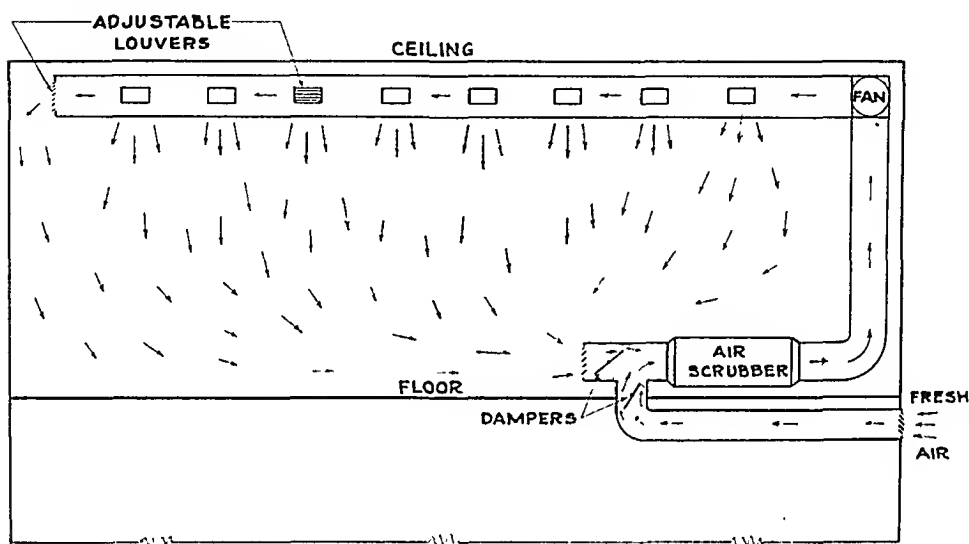 ADJUSTABLE
LOUVERS
CEILING
FAN
AIR
SCRUBBER
FLOOR
DAMPERS
FRESH
AIR